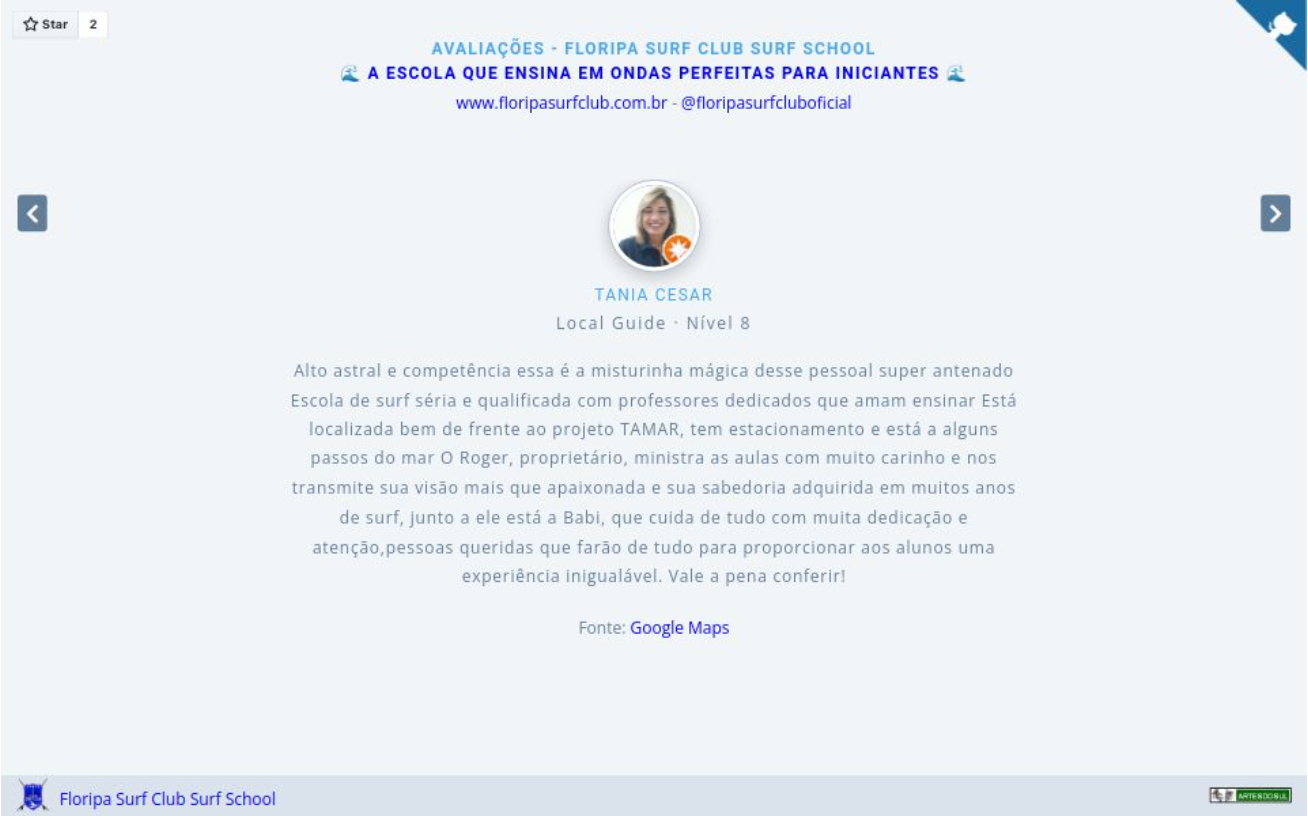 Star 2
AVALIAÇÕES - FLORIPA SURF CLUB SURF SCHOOL
🌊 A ESCOLA QUE ENSINA EM ONDAS PERFEITAS PARA INICIANTES 🌊
www.floripasurfclub.com.br - @floripasurfcluboficial
TANIA CESAR
Local Guide · Nível 8
Alto astral e competência essa é a misturinha mágica desse pessoal super antenado
Escola de surf séria e qualificada com professores dedicados que amam ensinar Está
localizada bem de frente ao projeto TAMAR, tem estacionamento e está a alguns
passos do mar O Roger, proprietário, ministra as aulas com muito carinho e nos
transmite sua visão mais que apaixonada e sua sabedoria adquirida em muitos anos
de surf, junto a ele está a Babi, que cuida de tudo com muita dedicação e
atenção,pessoas queridas que farão de tudo para proporcionar aos alunos uma
experiência inigualável. Vale a pena conferir!
Fonte: Google Maps
Floripa Surf Club Surf School
ARTESDOSUL